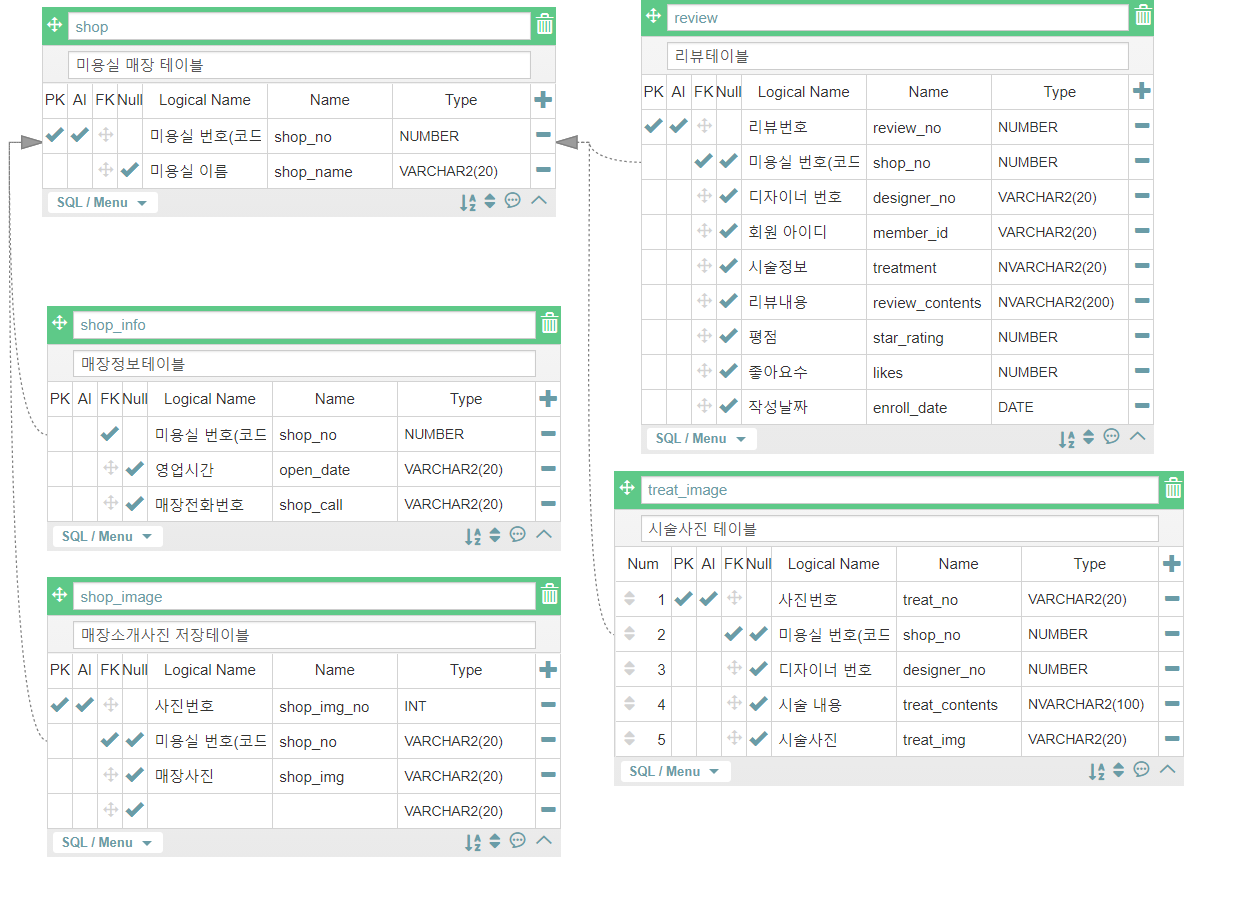 shop
미용실 매장 테이블
PK AI FK Null Logical Name Name Type
미용실 번호(코드 shop_no NUMBER
미용실 이름 shop_name VARCHAR2(20)
SQL / Menu
shop_info
매장정보테이블
PK AI FK Null Logical Name Name Type
미용실 번호(코드 shop_no NUMBER
영업시간 open_date VARCHAR2(20)
매장전화번호 shop_call VARCHAR2(20)
SQL / Menu
shop_image
매장소개사진 저장테이블
PK AI FK Null Logical Name Name Type
사진번호 shop_img_no INT
미용실 번호(코드 shop_no VARCHAR2(20)
매장사진 shop_img VARCHAR2(20)
VARCHAR2(20)
SQL / Menu
review
리뷰테이블
PK AI FK Null Logical Name Name Type
리뷰번호 review_no NUMBER
미용실 번호(코드 shop_no NUMBER
디자이너 번호 designer_no VARCHAR2(20)
회원 아이디 member_id VARCHAR2(20)
시술정보 treatment NVARCHAR2(20)
리뷰내용 review_contents NVARCHAR2(200)
평점 star_rating NUMBER
좋아요수 likes NUMBER
작성날짜 enroll_date DATE
SQL / Menu
treat_image
시술사진 테이블
Num PK AI FK Null Logical Name Name Type
1 사진번호 treat_no VARCHAR2(20)
2 미용실 번호(코드 shop_no NUMBER
3 디자이너 번호 designer_no NUMBER
4 시술 내용 treat_contents NVARCHAR2(100)
5 시술사진 treat_img VARCHAR2(20)
SQL / Menu